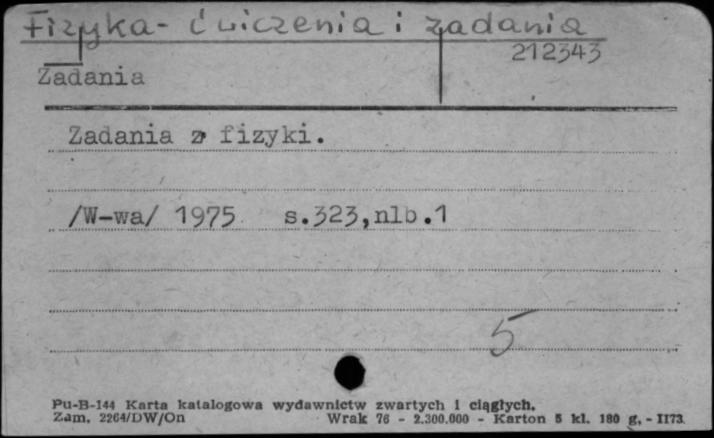 Fizyka - ćwiczenia i zadania
212343
Zadania
Zadania z fizyki.
/W-wa/ 1975 s.323,nlb.1
5
Pu-B-144 Karta katalogowa wydawnictw zwartych i ciągłych.
Zam. 2264/DW/On Wrak 76 - 2.300.000 - Karton 5 kl. 180 g. - II73.